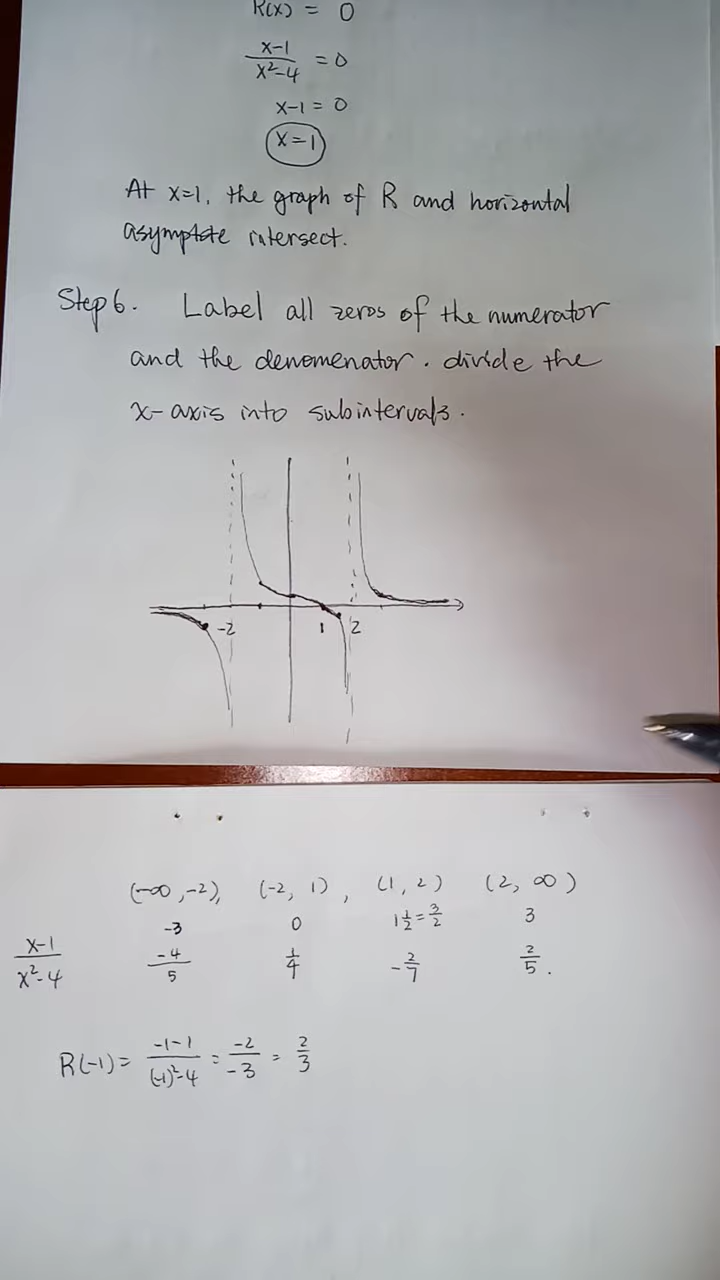 R(x) = 0
x-1/x²-4 = 0
x-1 = 0
x=1
At x=1, the graph of R and horizontal
asymptote intersect.
Step 6. Label all zeros of the numerator
and the denomenator. divide the
x-axis into subintervals.
-2 1 2
(-∞,-2), (-2, 1), (1, 2) (2, ∞)
-3 0 1 1/2 = 3/2 3
x-1/x²-4 -4/5 1/4 -2/7 2/5.
R(-1) = -1-1/(-1)²-4 = -2/-3 = 2/3